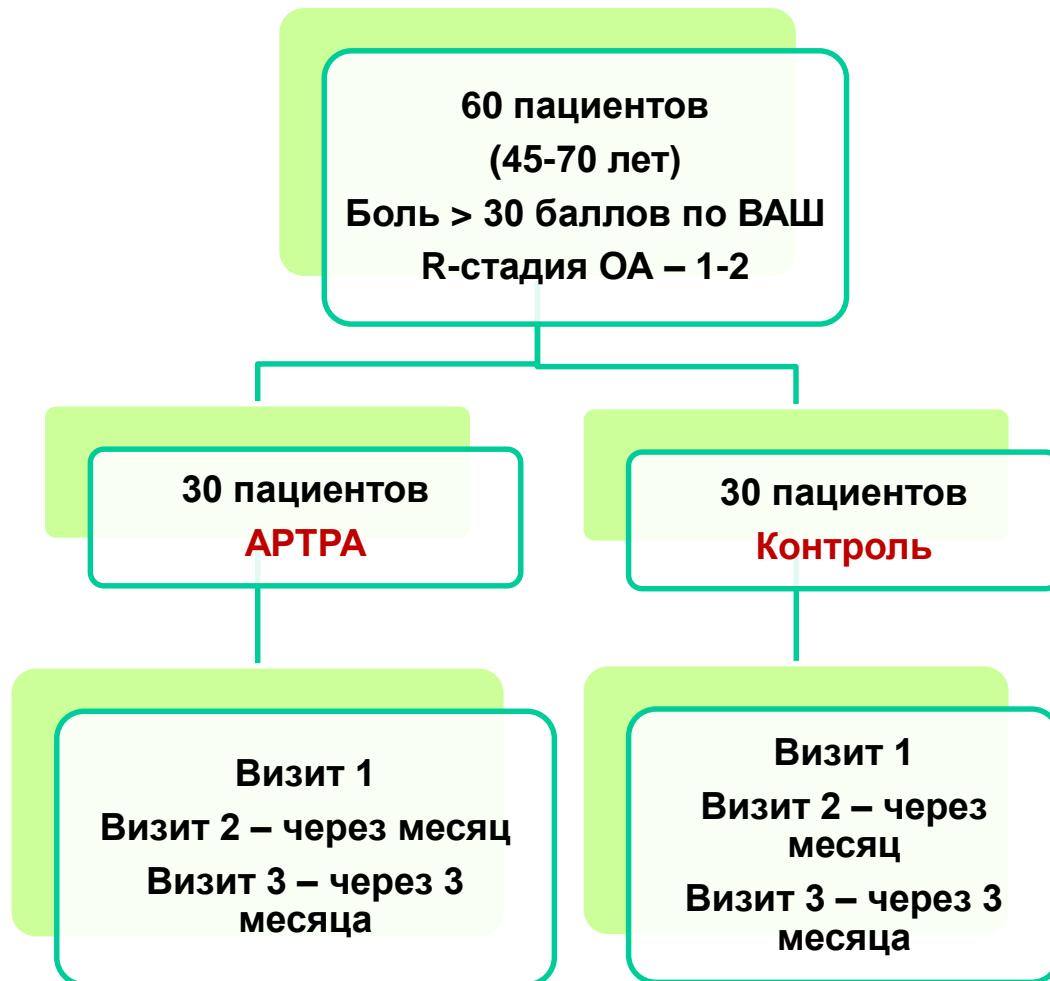 60 пациентов
(45-70 лет)
Боль > 30 баллов по ВАШ
R-стадия ОА – 1-2
30 пациентов
АРТРА
30 пациентов
Контроль
Визит 1
Визит 2 – через месяц
Визит 3 – через 3
месяца
Визит 1
Визит 2 – через
месяц
Визит 3 – через 3
месяца